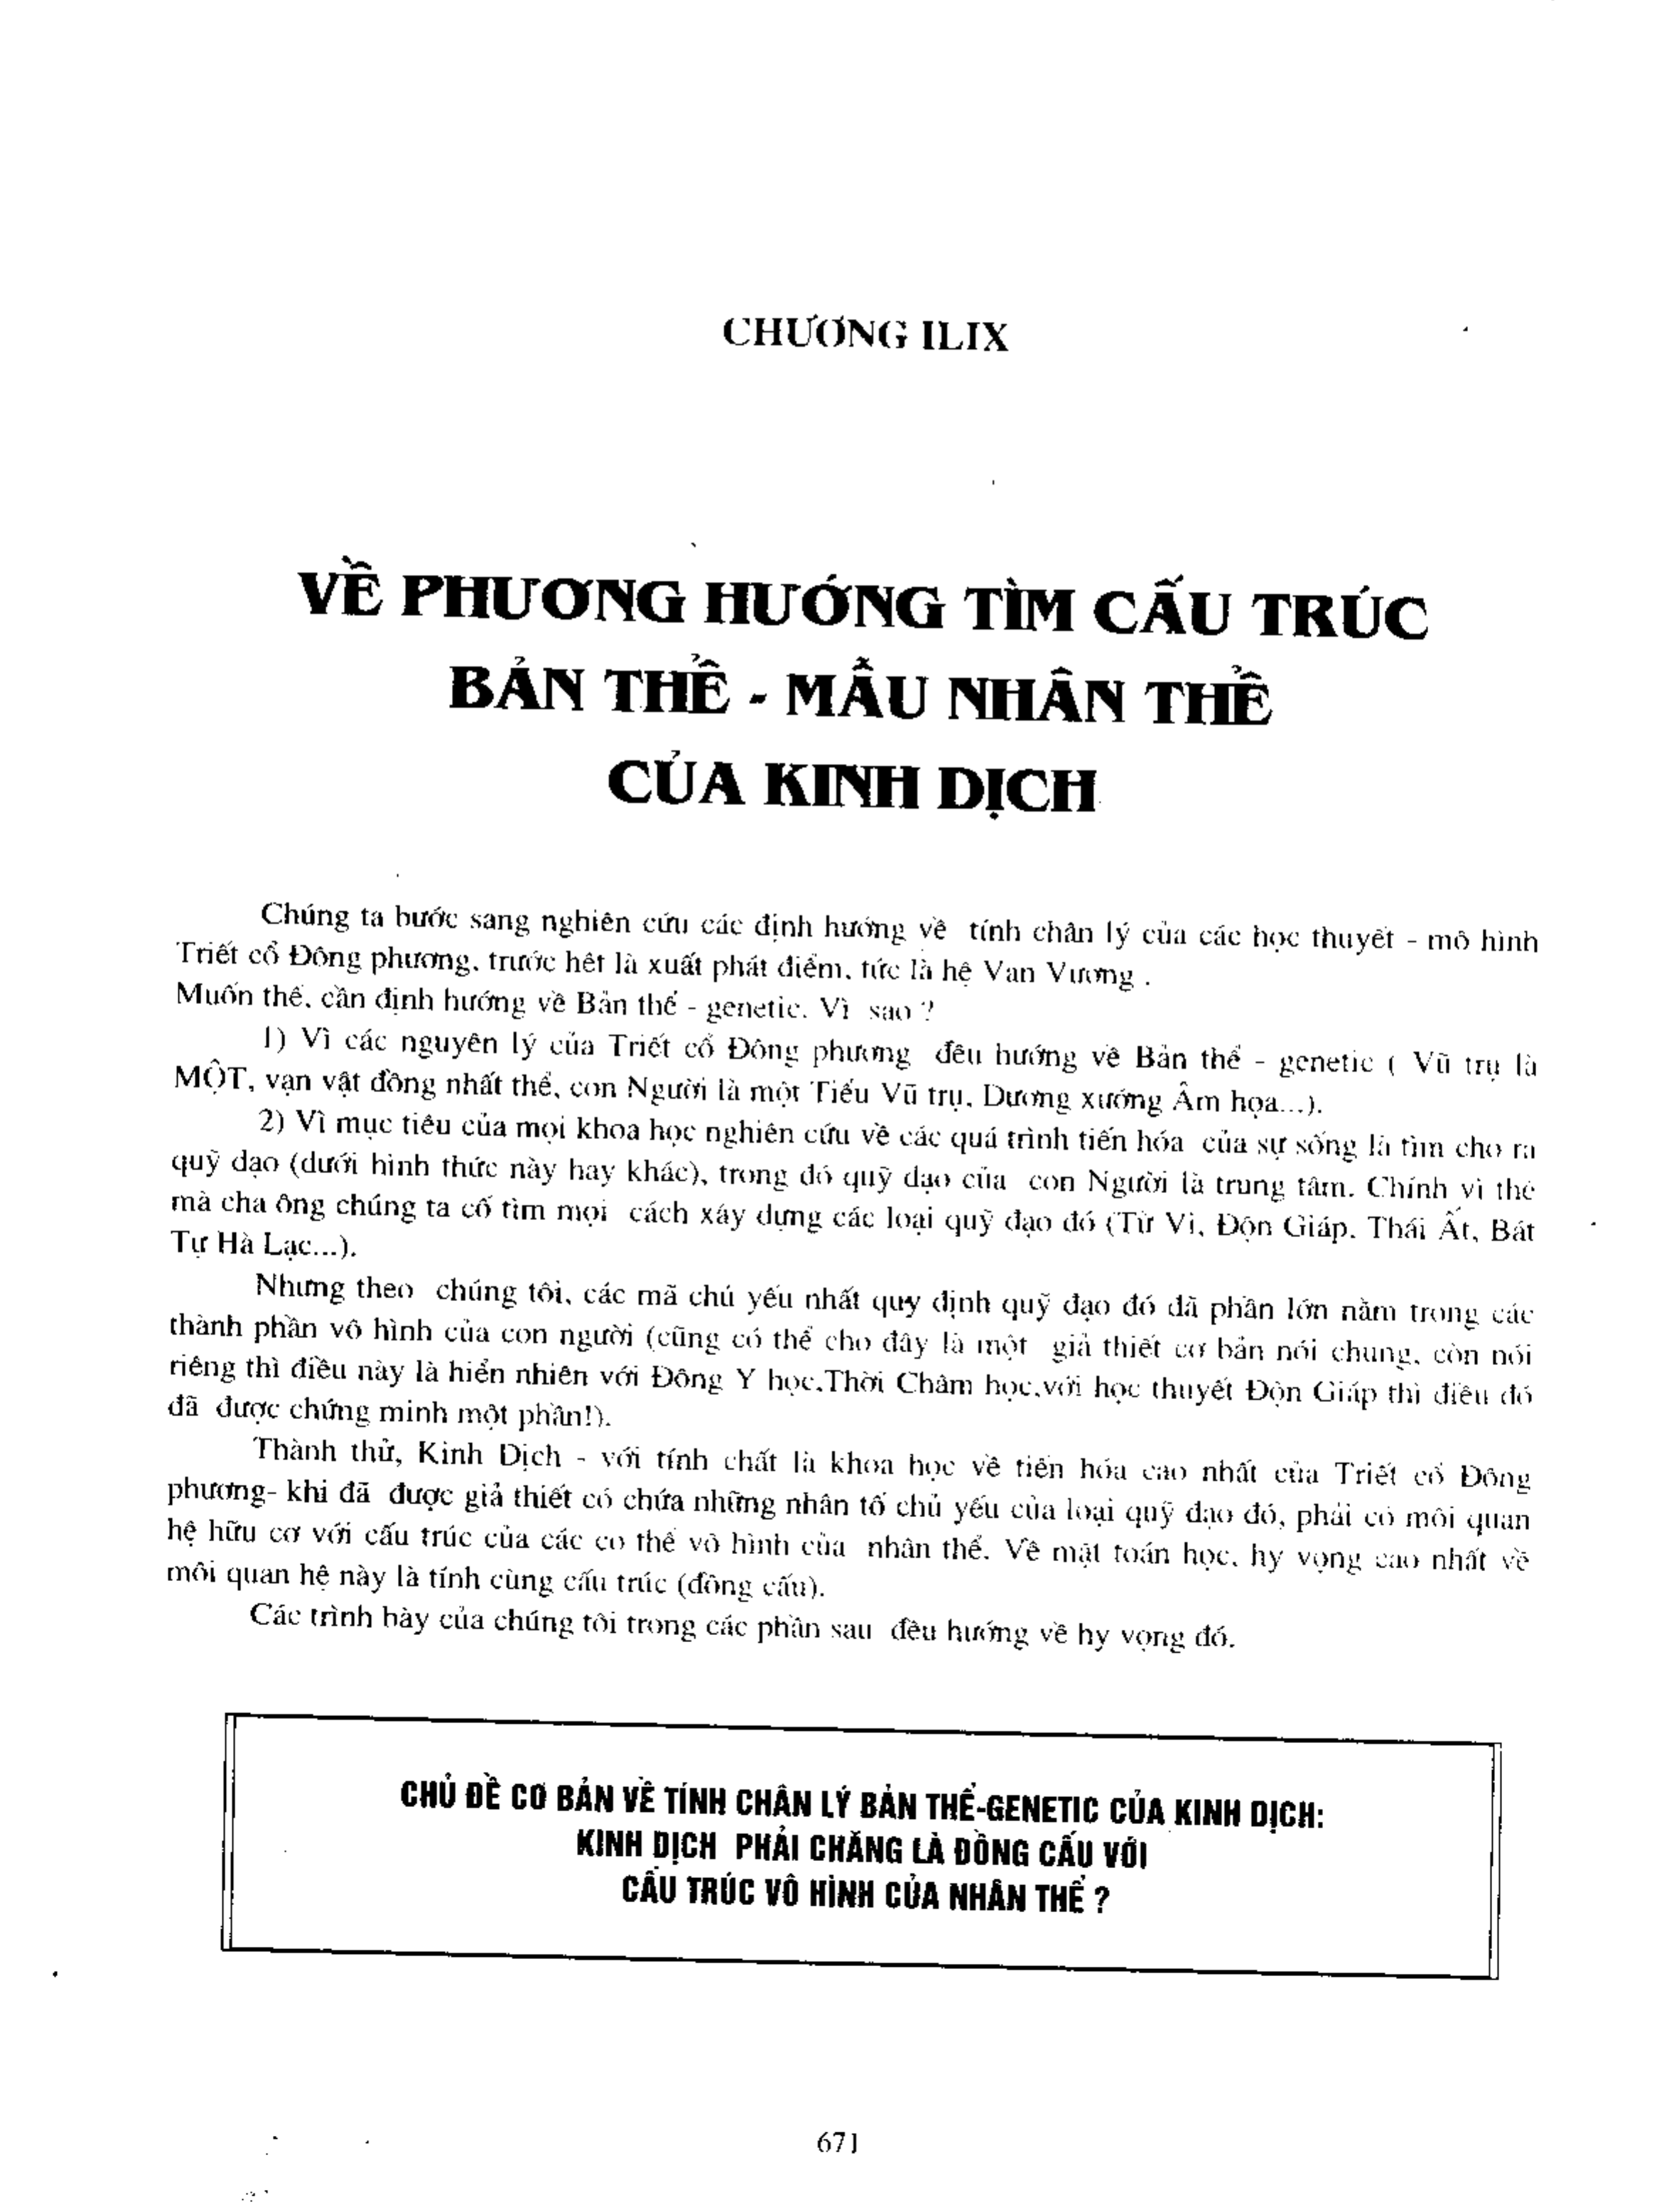 CHƯƠNG ILIX
VỀ PHƯƠNG HƯỚNG TÌM CẤU TRÚC
BẢN THỂ - MẪU NHÂN THỂ
CỦA KINH DỊCH
Chúng ta bước sang nghiên cứu các định hướng về tính chân lý của các học thuyết - mô hình
Triết cổ Đông phương, trước hết là xuất phát điểm, tức là hệ Van Vương .
Muốn thế, cần định hướng về Bản thể - genetic. Vì sao ?
1) Vì các nguyên lý của Triết cổ Đông phương đều hướng về Bản thể - genetic ( Vũ trụ là
MỘT, vạn vật đồng nhất thể, con Người là một Tiểu Vũ trụ, Dương xướng Âm họa...).
2) Vì mục tiêu của mọi khoa học nghiên cứu về các quá trình tiến hóa của sự sống là tìm cho ra
quỹ đạo (dưới hình thức này hay khác), trong đó quỹ đạo của con Người là trung tâm. Chính vì thế
mà cha ông chúng ta cố tìm mọi cách xây dựng các loại quỹ đạo đó (Tử Vi, Độn Giáp, Thái Ất, Bát
Tự Hà Lạc...).
Nhưng theo chúng tôi, các mã chủ yếu nhất quy định quỹ đạo đó đã phần lớn nằm trong các
thành phần vô hình của con người (cũng có thể cho đây là một giả thiết cơ bản nói chung, còn nói
riêng thì điều này là hiển nhiên với Đông Y học,Thời Châm học,với học thuyết Độn Giáp thì điều đó
đã được chứng minh một phần!).
Thành thử, Kinh Dịch - với tính chất là khoa học về tiến hóa cao nhất của Triết cổ Đông
phương- khi đã được giả thiết có chứa những nhân tố chủ yếu của loại quỹ đạo đó, phải có mối quan
hệ hữu cơ với cấu trúc của các cơ thể vô hình của nhân thể. Về mặt toán học, hy vọng cao nhất về
mối quan hệ này là tính cùng cấu trúc (đồng cấu).
Các trình bày của chúng tôi trong các phần sau đều hướng về hy vọng đó.
CHỦ ĐỀ CƠ BẢN VỀ TÍNH CHÂN LÝ BẢN THỂ-GENETIC CỦA KINH DỊCH:
KINH DỊCH PHẢI CHĂNG LÀ ĐỒNG CẤU VỚI
CẤU TRÚC VÔ HÌNH CỦA NHÂN THỂ ?
671